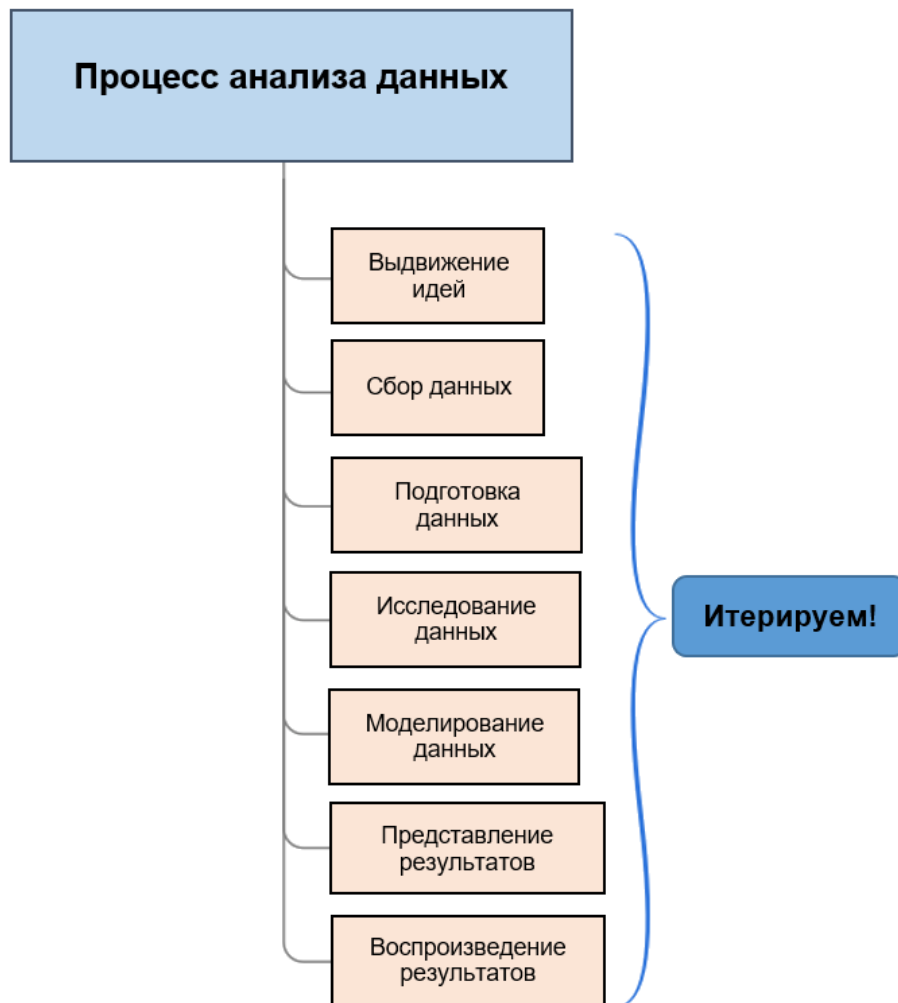 Процесс анализа данных
Выдвижение
идей
Сбор данных
Подготовка
данных
Исследование
данных
Итерируем!
Моделирование
данных
Представление
результатов
Воспроизведение
результатов